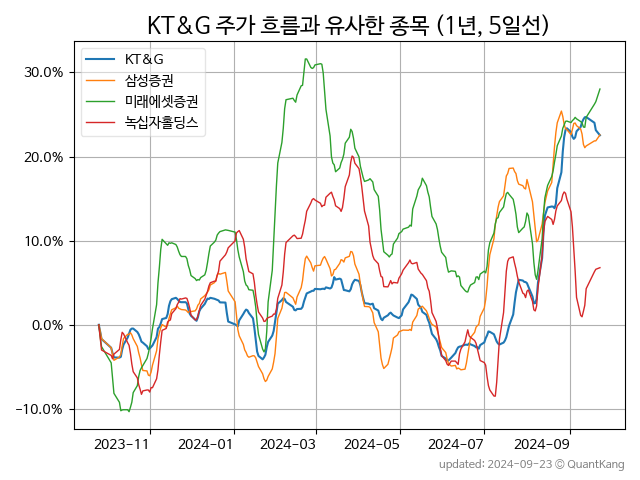 KT&G 주가 흐름과 유사한 종목 (1년, 5일선)
KT&G
삼성증권
미래에셋증권
녹십자홀딩스
30.0%
20.0%
10.0%
0.0%
−10.0%
2023-11 2024-01 2024-03 2024-05 2024-07 2024-09
updated: 2024-09-23 © QuantKang